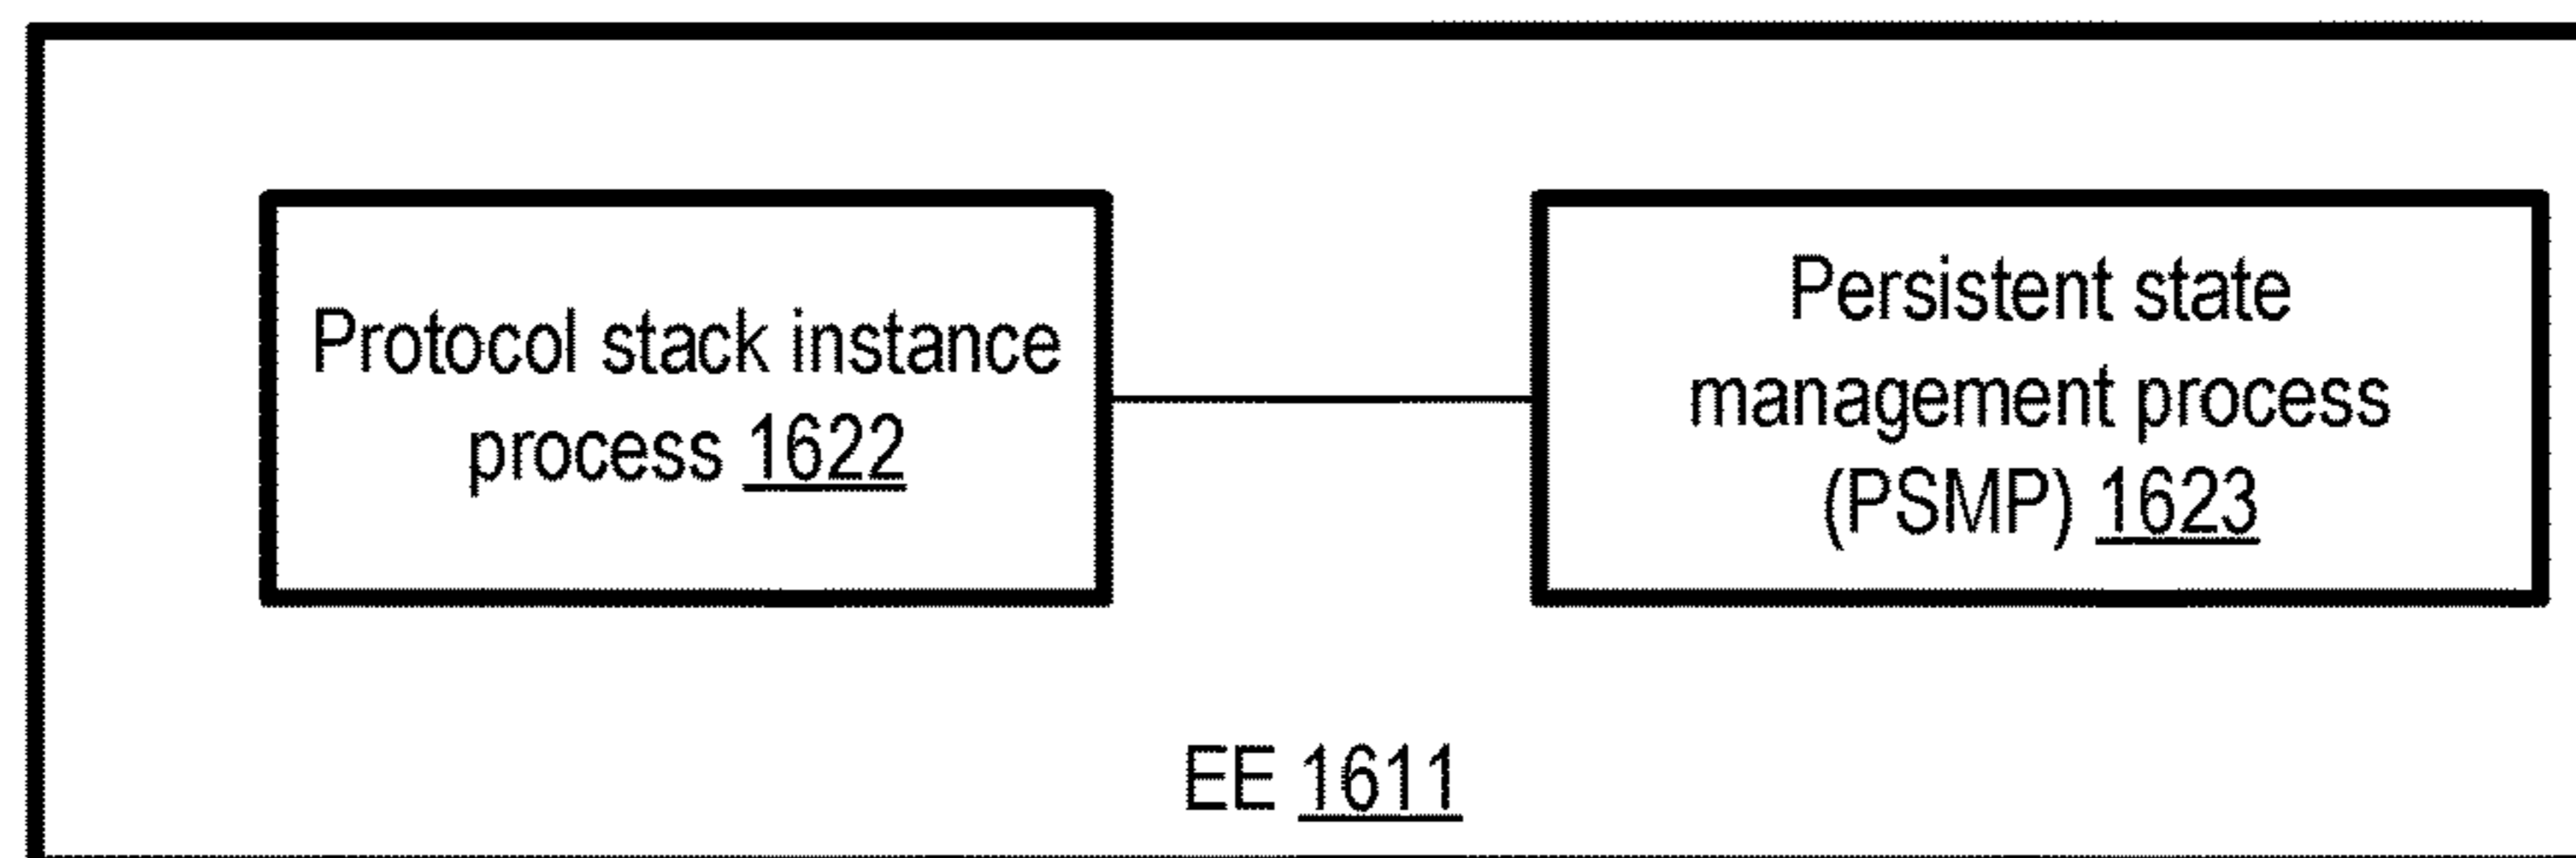 Protocol stack instance
process 1622
Persistent state
management process
(PSMP) 1623
EE 1611